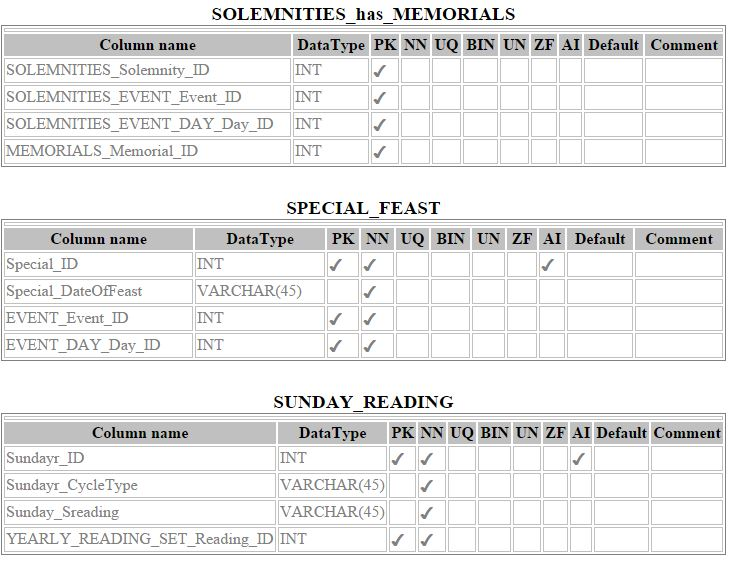 SOLEMNITIES_has_MEMORIALS
Column name DataType PK NN UQ BIN UN ZF AI Default Comment
SOLEMNITIES_Solemnity_ID INT ✓
SOLEMNITIES_EVENT_Event_ID INT ✓
SOLEMNITIES_EVENT_DAY_Day_ID INT ✓
MEMORIALS_Memorial_ID INT ✓
SPECIAL_FEAST
Column name DataType PK NN UQ BIN UN ZF AI Default Comment
Special_ID INT ✓ ✓ ✓
Special_DateOfFeast VARCHAR(45) ✓
EVENT_Event_ID INT ✓ ✓
EVENT_DAY_Day_ID INT ✓ ✓
SUNDAY_READING
Column name DataType PK NN UQ BIN UN ZF AI Default Comment
Sundayr_ID INT ✓ ✓ ✓
Sundayr_CycleType VARCHAR(45) ✓
Sunday_Sreading VARCHAR(45) ✓
YEARLY_READING_SET_Reading_ID INT ✓ ✓